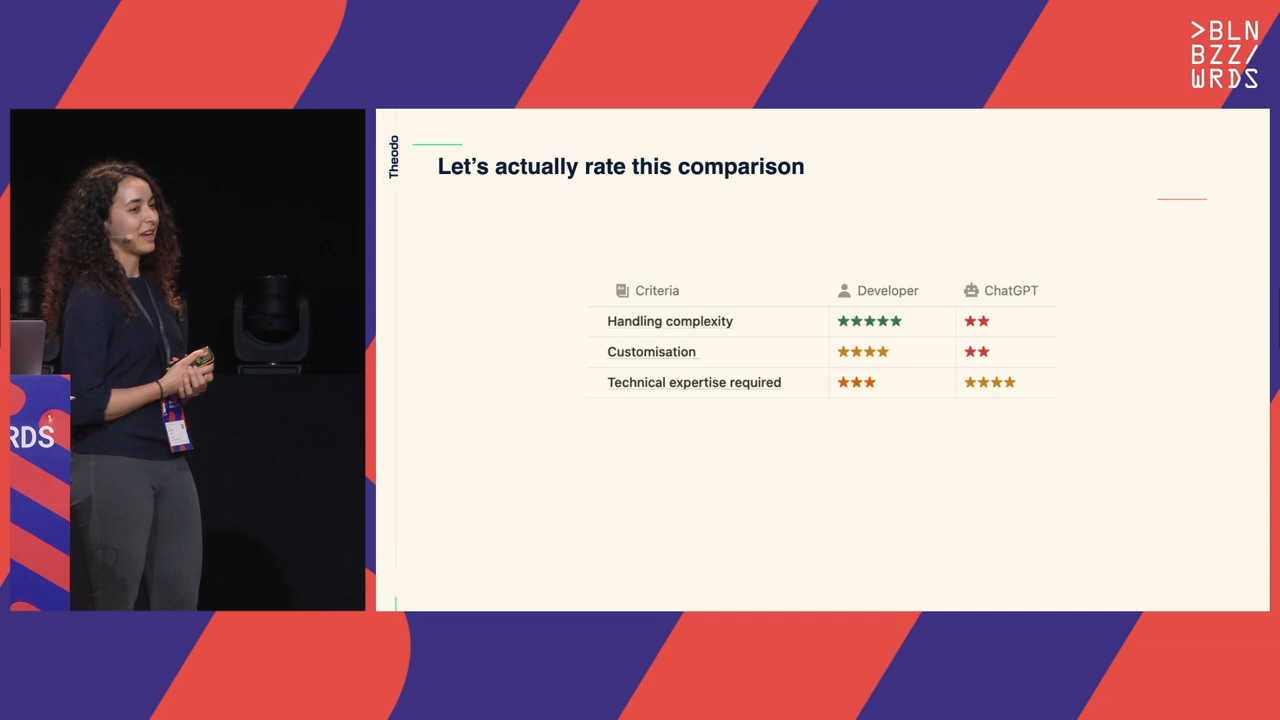 >BLN
BZZ/
WRDS
Theodo
Let's actually rate this comparison
Criteria Developer ChatGPT
Handling complexity ★★★★★ ★★
Customisation ★★★★ ★★
Technical expertise required ★★★ ★★★★
RDS